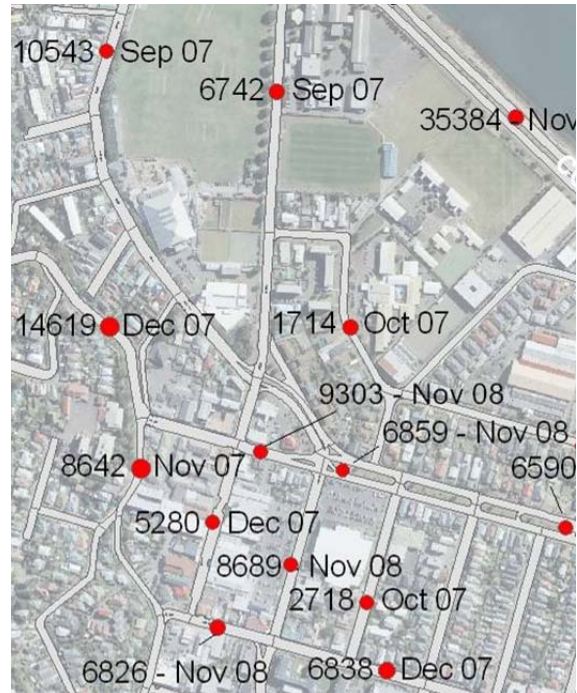 10543 Sep 07
6742 Sep 07
35384 - Nov
14619 Dec 07
1714 Oct 07
9303 - Nov 08
6859 - Nov 08
8642 Nov 07
6590
5280 Dec 07
8689 - Nov 08
2718 Oct 07
6826 - Nov 08
6838 Dec 07